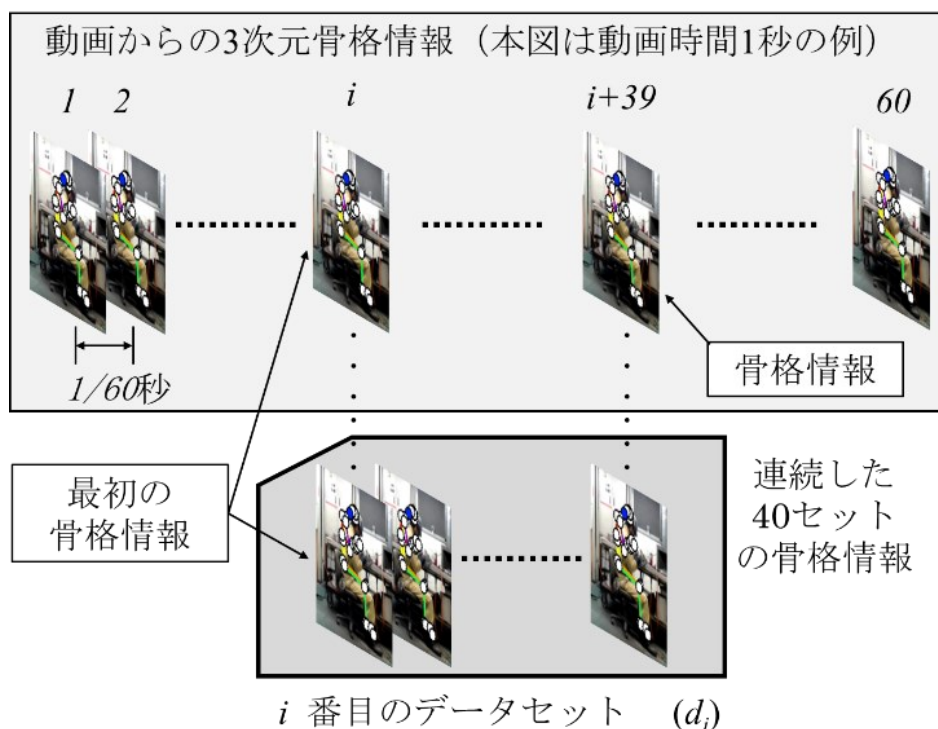 動画からの3次元骨格情報（本図は動画時間1秒の例）
1 2 i i+39 60
1/60秒
骨格情報
最初の
骨格情報
連続した
40セット
の骨格情報
i 番目のデータセット (di)